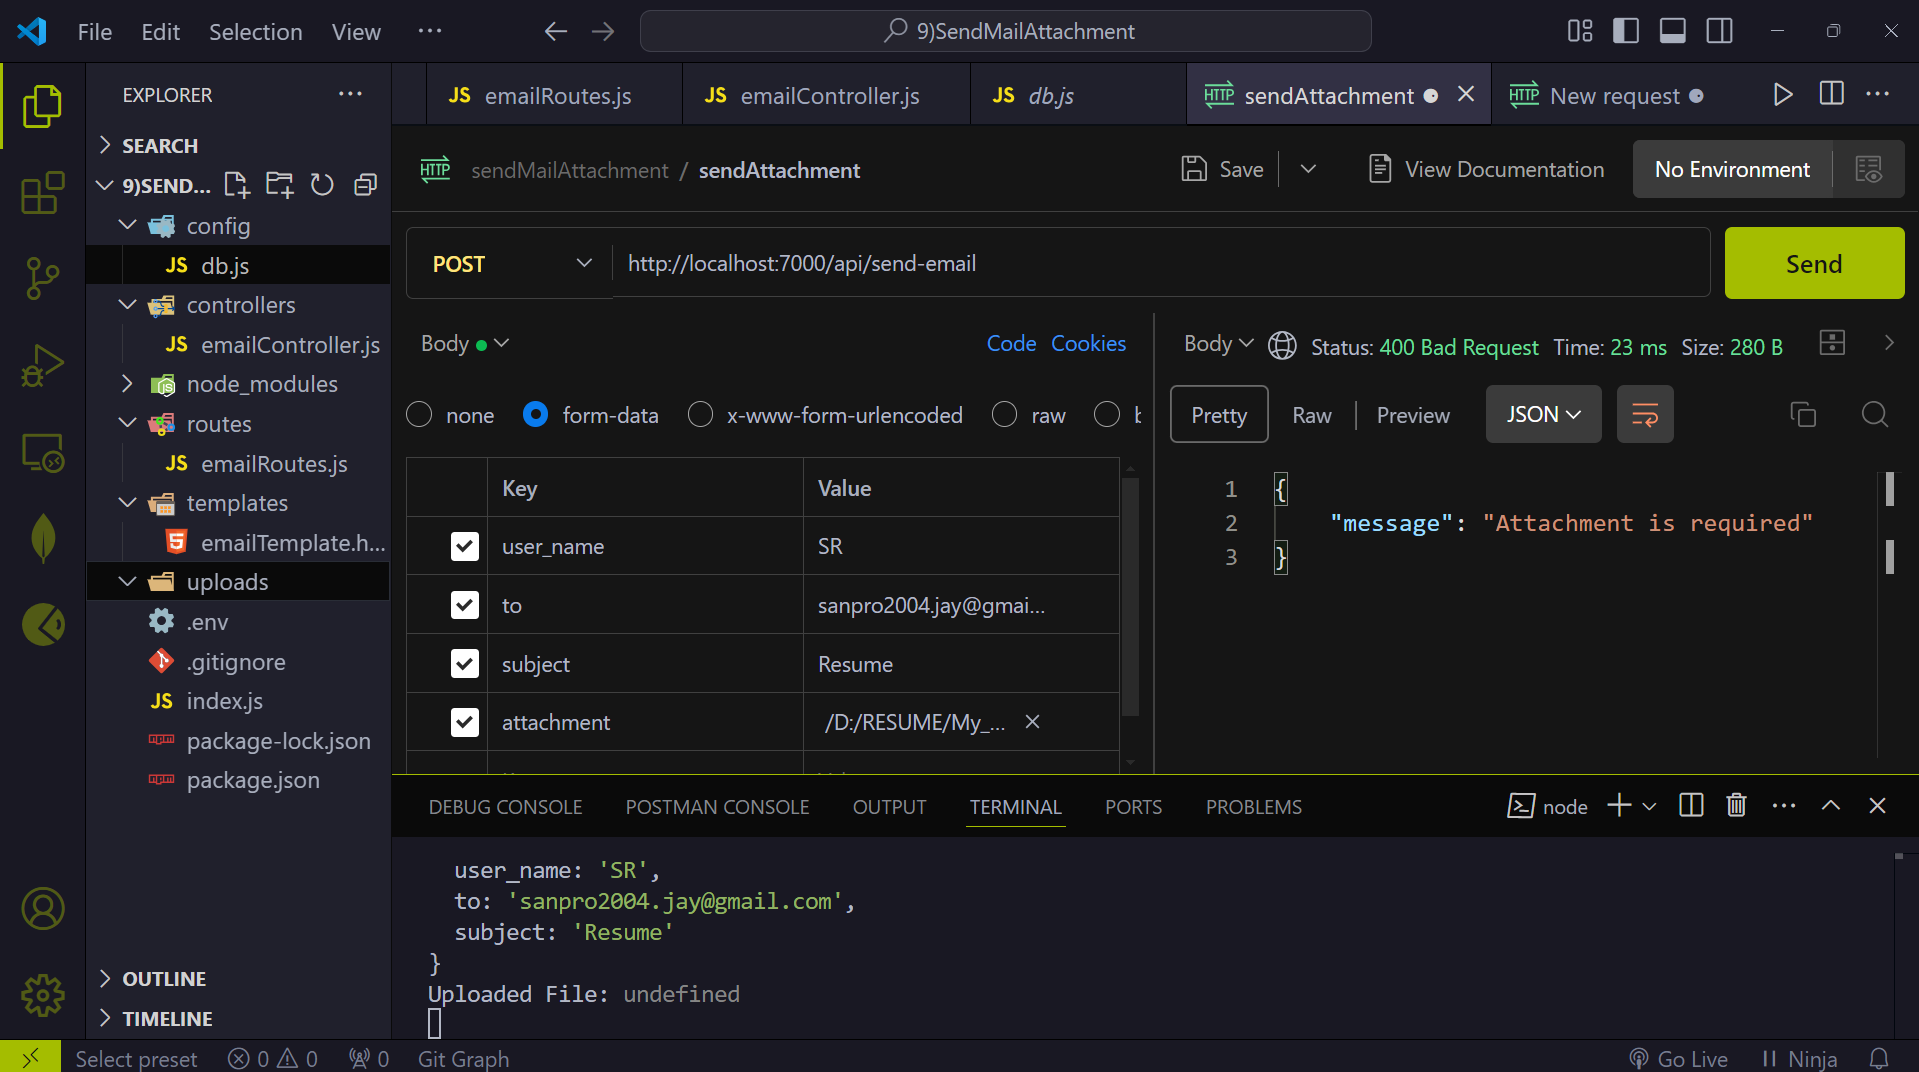 File Edit Selection View ··· 9)SendMailAttachment
EXPLORER ···
JS emailRoutes.js JS emailController.js JS db.js HTTP sendAttachment HTTP New request ···
SEARCH
9)SEND...
config
JS db.js
controllers
JS emailController.js
node_modules
routes
JS emailRoutes.js
templates
5 emailTemplate.h...
uploads
.env
.gitignore
JS index.js
package-lock.json
package.json
OUTLINE
TIMELINE
HTTP sendMailAttachment / sendAttachment Save View Documentation No Environment
POST http://localhost:7000/api/send-email Send
Body Code Cookies
none form-data x-www-form-urlencoded raw
Key Value
user_name SR
to sanpro2004.jay@gmai...
subject Resume
attachment /D:/RESUME/My_...
Body Status: 400 Bad Request Time: 23 ms Size: 280 B
Pretty Raw Preview JSON
1 {
2 "message": "Attachment is required"
3 }
DEBUG CONSOLE POSTMAN CONSOLE OUTPUT TERMINAL PORTS PROBLEMS node ···
user_name: 'SR',
to: 'sanpro2004.jay@gmail.com',
subject: 'Resume'
}
Uploaded File: undefined
Select preset 0 0 0 Git Graph Go Live Ninja